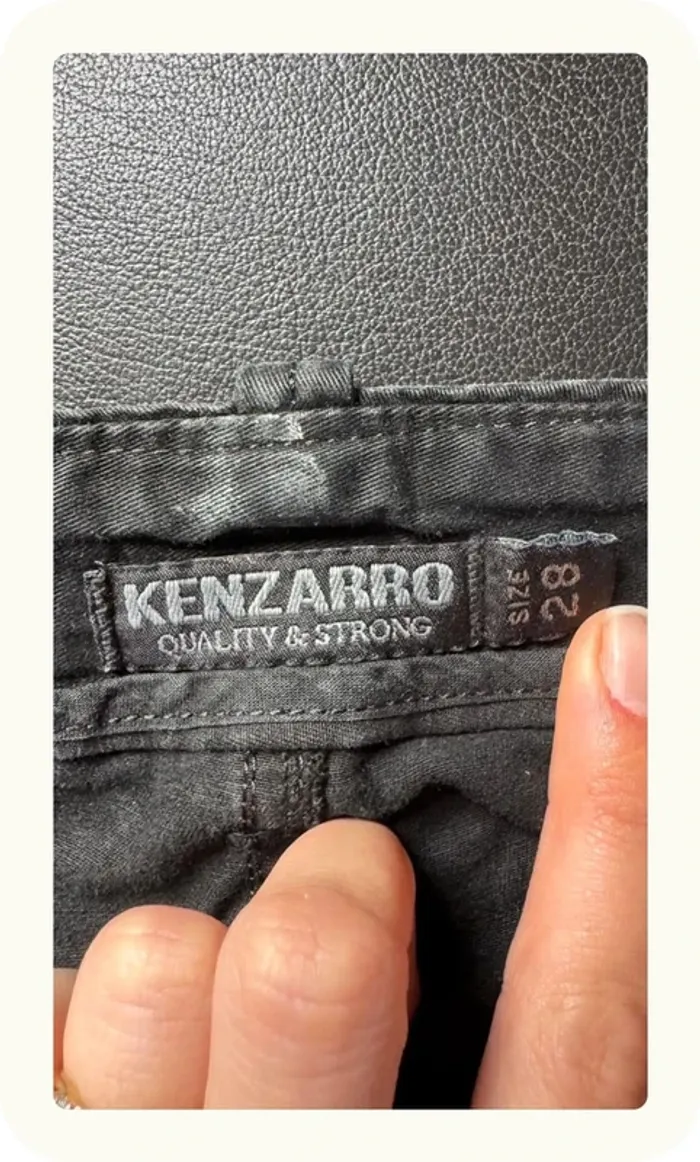 KENZARRO
QUALITY & STRONG
SIZE
28